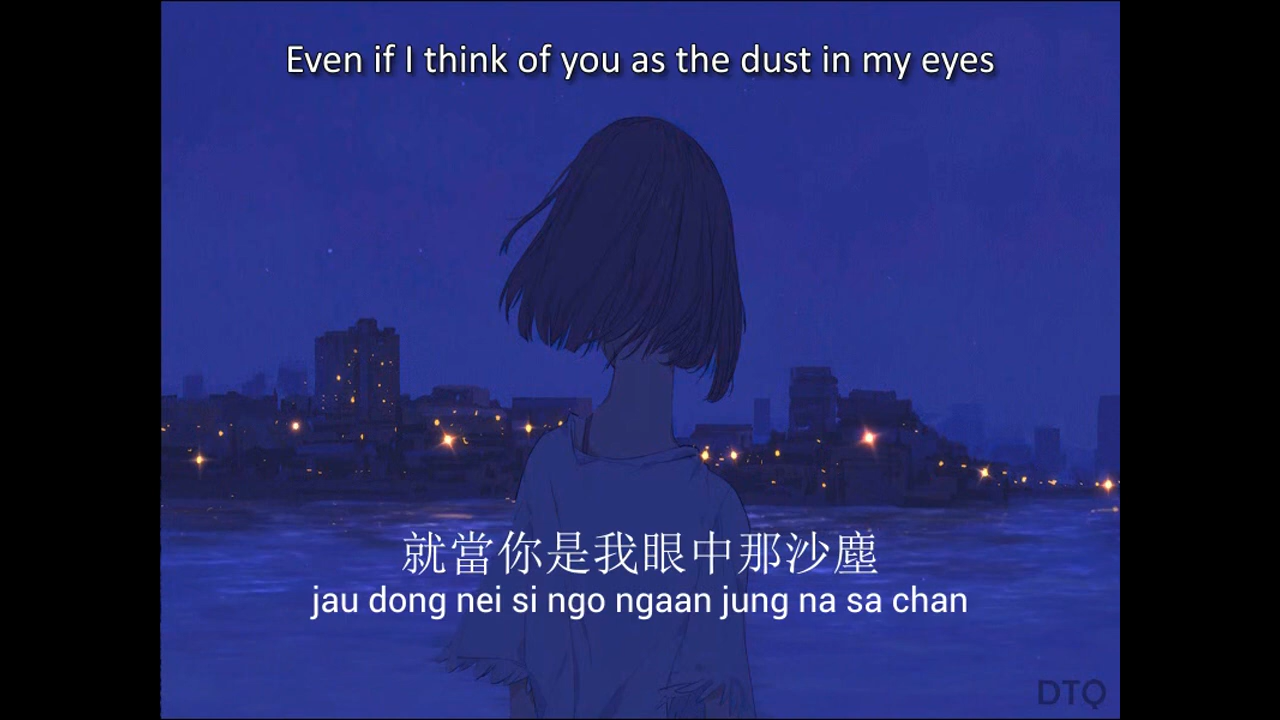 Even if I think of you as the dust in my eyes
就當你是我眼中那沙塵
jau dong nei si ngo ngaan jung na sa chan
DTQ